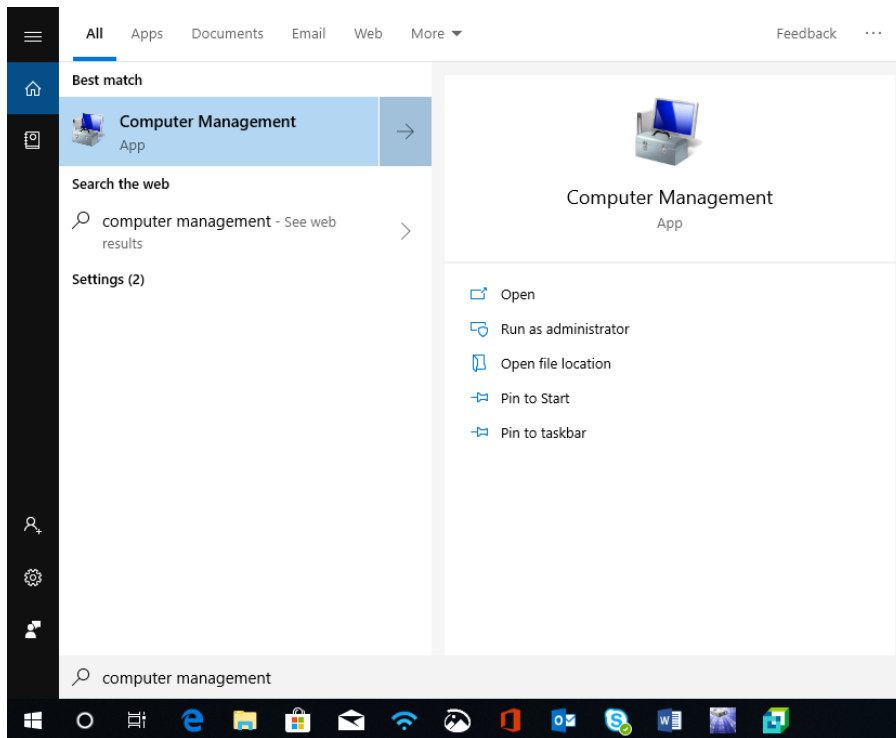 All Apps Documents Email Web More Feedback ...
Best match
Computer Management
App
Search the web
computer management - See web
results
Settings (2)
Computer Management
App
Open
Run as administrator
Open file location
Pin to Start
Pin to taskbar
computer management